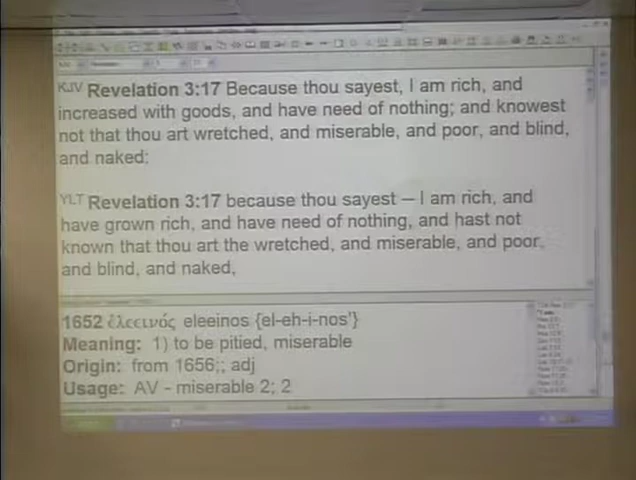 KJV Revelation 3:17 Because thou sayest, I am rich, and
increased with goods, and have need of nothing; and knowest
not that thou art wretched, and miserable, and poor, and blind,
and naked:
YLT Revelation 3:17 because thou sayest — I am rich, and
have grown rich, and have need of nothing, and hast not
known that thou art the wretched, and miserable, and poor,
and blind, and naked,
1652 ἐλεεινός eleeinos {el-eh-i-nos'}
Meaning: 1) to be pitied, miserable
Origin: from 1656;; adj
Usage: AV - miserable 2; 2